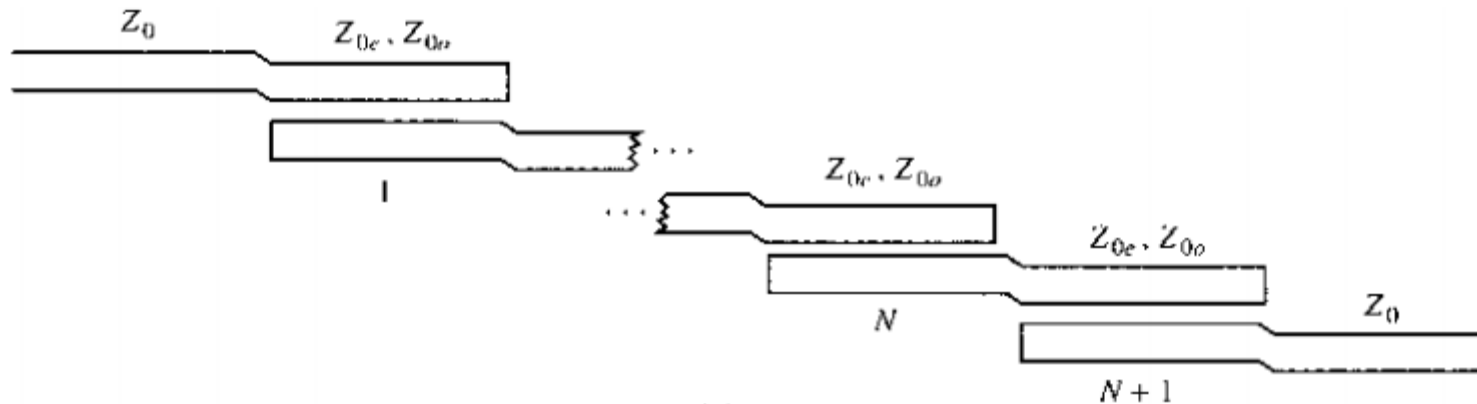 Z₀
Z₀ₑ, Z₀ₒ
1
. . .
Z₀ₑ, Z₀ₒ
. . .
Z₀ₑ, Z₀ₒ
N
Z₀
N + 1